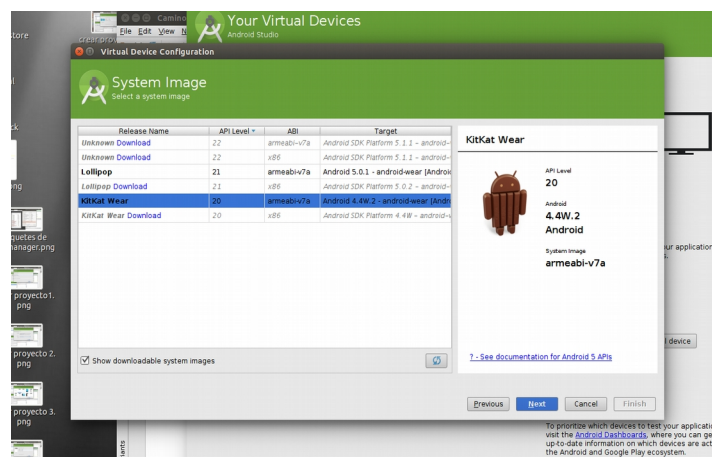 Your Virtual Devices
Android Studio
Camino
File Edit View N
store
crear proy
Virtual Device Configuration
System Image
Select a system image
Release Name API Level ABI Target
Unknown Download 22 armeabi-v7a Android SDK Platform 5.1.1 - android-
Unknown Download 22 x86 Android SDK Platform 5.1.1 - android-
Lollipop 21 armeabi-v7a Android 5.0.1 - android-wear [Androi
Lollipop Download 21 x86 Android SDK Platform 5.0.2 - android-
KitKat Wear 20 armeabi-v7a Android 4.4W.2 - android-wear [Andr
KitKat Wear Download 20 x86 Android SDK Platform 4.4W - android-w
KitKat Wear
API Level
20
Android
4.4W.2
Android
System Image
armeabi-v7a
? - See documentation for Android 5 APIs
Show downloadable system images
Previous Next Cancel Finish
quetes de
manager.png
proyecto1.
png
proyecto 2.
png
proyecto 3.
png
ur application
s.
l device
To prioritize which devices to test your applicatio
visit the Android Dashboards, where you can ge
up-to-date information on which devices are act
the Android and Google Play ecosystem.
iants